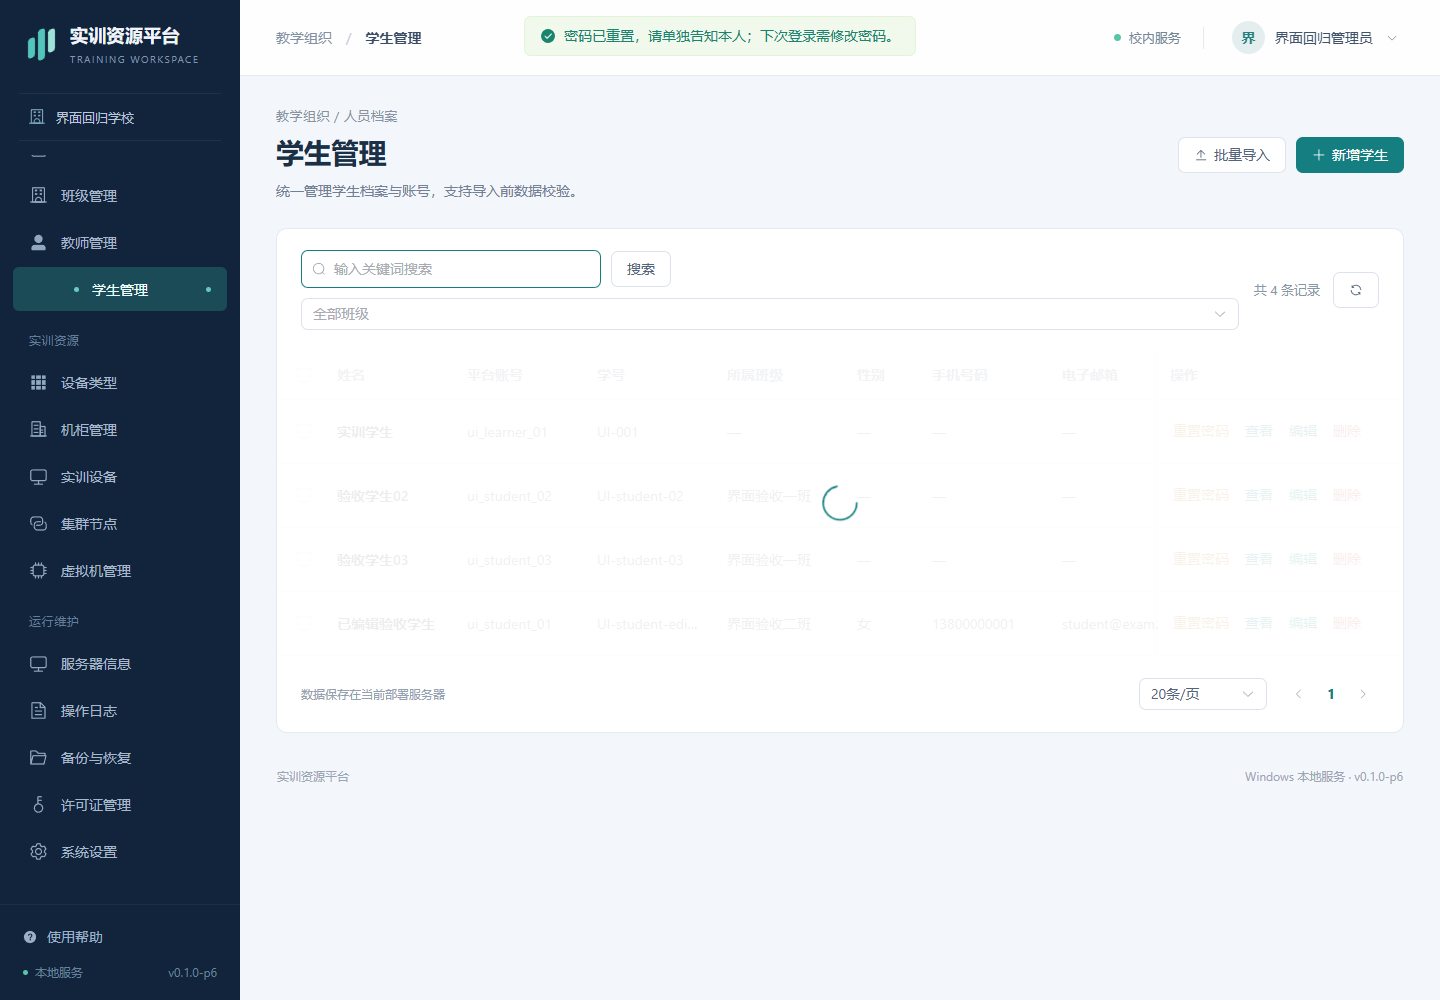 实训资源平台
TRAINING WORKSPACE
界面回归学校
班级管理
教师管理
学生管理
实训资源
设备类型
机柜管理
实训设备
集群节点
虚拟机管理
运行维护
服务器信息
操作日志
备份与恢复
许可证管理
系统设置
使用帮助
本地服务 v0.1.0-p6
教学组织 / 学生管理
密码已重置，请单独告知本人；下次登录需修改密码。
校内服务
界 界面回归管理员
教学组织 / 人员档案
学生管理
统一管理学生档案与账号，支持导入前数据校验。
批量导入
新增学生
输入关键词搜索
搜索
全部班级
共 4 条记录
姓名 平台账号 学号 所属班级 性别 手机号码 电子邮箱 操作
实训学生 ui_learner_01 UI-001 — — — — 重置密码 查看 编辑 删除
验收学生02 ui_student_02 UI-student-02 界面验收一班 — — — 重置密码 查看 编辑 删除
验收学生03 ui_student_03 UI-student-03 界面验收一班 — — — 重置密码 查看 编辑 删除
已编辑验收学生 ui_student_01 UI-student-edi... 界面验收二班 女 13800000001 student@exam. 重置密码 查看 编辑 删除
数据保存在当前部署服务器
20条/页
1
实训资源平台
Windows 本地服务 · v0.1.0-p6